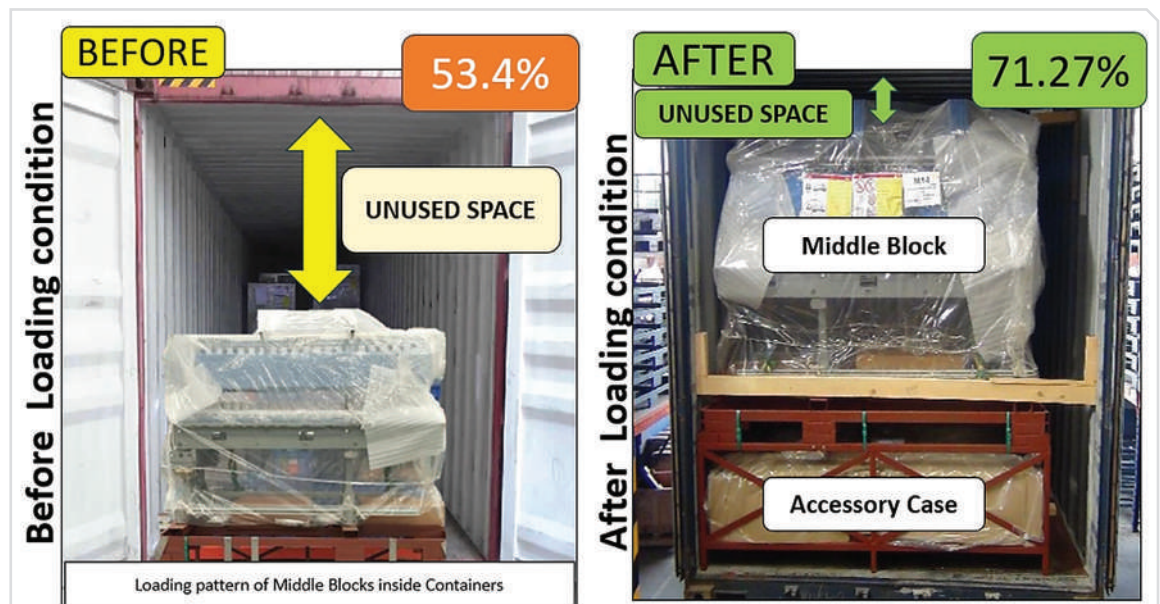 Before Loading condition
BEFORE
53.4%
UNUSED SPACE
Loading pattern of Middle Blocks inside Containers
After Loading condition
AFTER
71.27%
UNUSED SPACE
Middle Block
Accessory Case